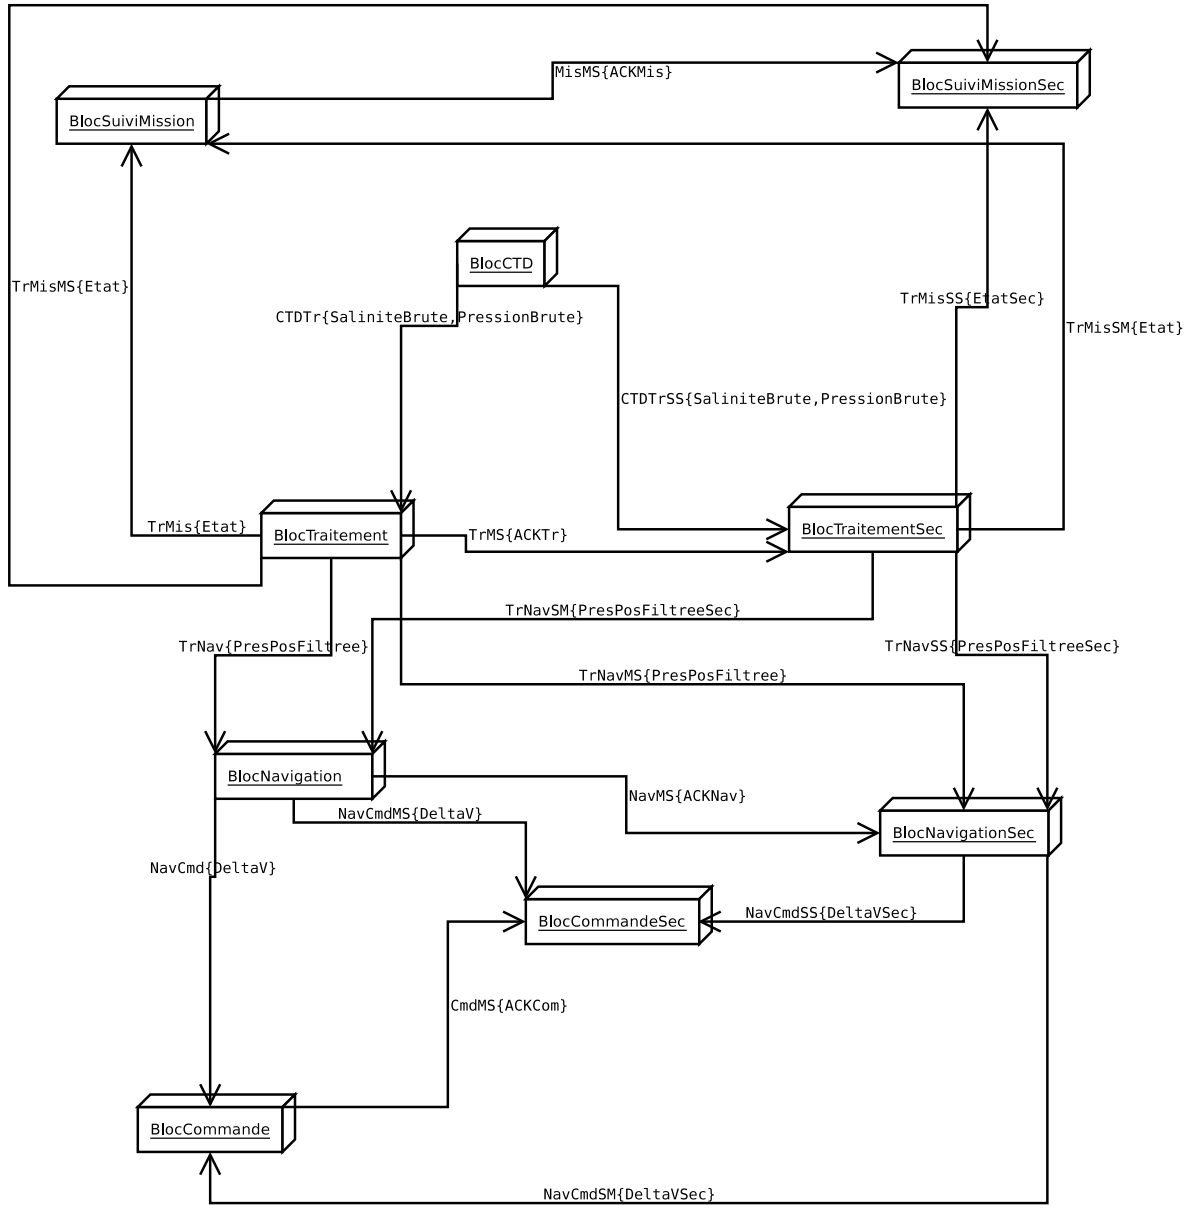 MisMS{ACKMis}
BlocSuiviMissionSec
BlocSuiviMission
BlocCTD
TrMisMS{Etat}
TrMisSS{EtatSec}
CTDTr{SaliniteBrute,PressionBrute}
TrMisSM{Etat}
CTDTrSS{SaliniteBrute,PressionBrute}
TrMis{Etat}
BlocTraitement
TrMS{ACKTr}
BlocTraitementSec
TrNavSM{PresPosFiltreeSec}
TrNav{PresPosFiltree}
TrNavSS{PresPosFiltreeSec}
TrNavMS{PresPosFiltree}
BlocNavigation
NavMS{ACKNav}
NavCmdMS{DeltaV}
BlocNavigationSec
NavCmd{DeltaV}
BlocCommandeSec
NavCmdSS{DeltaVSec}
CmdMS{ACKCom}
BlocCommande
NavCmdSM{DeltaVSec}